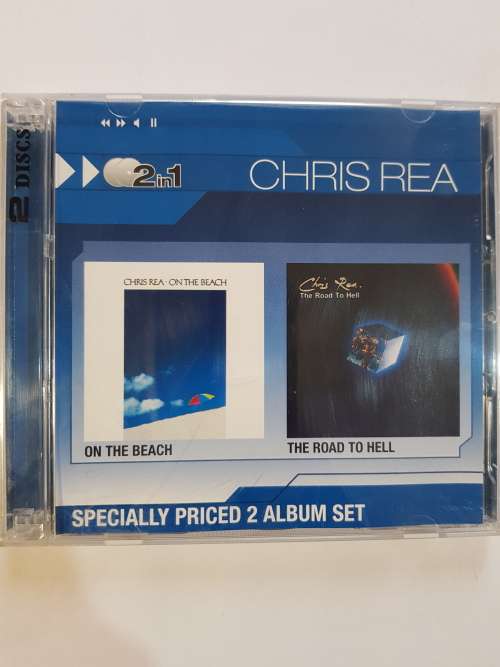 2 DISCS
2in1
CHRIS REA
CHRIS REA · ON THE BEACH
Chris Rea.
The Road To Hell
ON THE BEACH
THE ROAD TO HELL
SPECIALLY PRICED 2 ALBUM SET